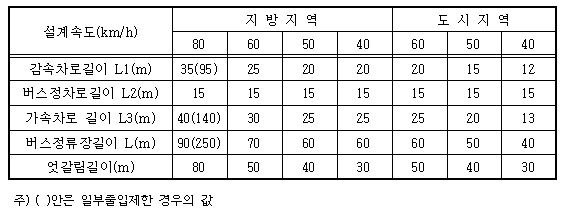 설계속도(km/h) 지 방 지 역 도 시 지 역
80 60 50 40 60 50 40
감속차로길이 L1(m) 35(95) 25 20 20 20 15 12
버스정차로길이 L2(m) 15 15 15 15 15 15 15
가속차로 길이 L3(m) 40(140) 30 25 25 25 20 13
버스정류장길이 L(m) 90(250) 70 60 60 60 50 40
엇갈림길이(m) 80 50 40 30 50 40 30
주) ( )안은 일부출입제한 경우의 값